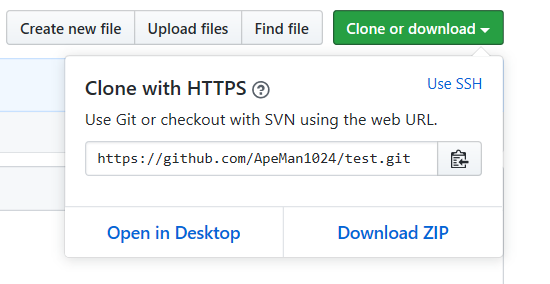 Create new file Upload files Find file Clone or download
Clone with HTTPS ? Use SSH
Use Git or checkout with SVN using the web URL.
https://github.com/ApeMan1024/test.git
Open in Desktop Download ZIP